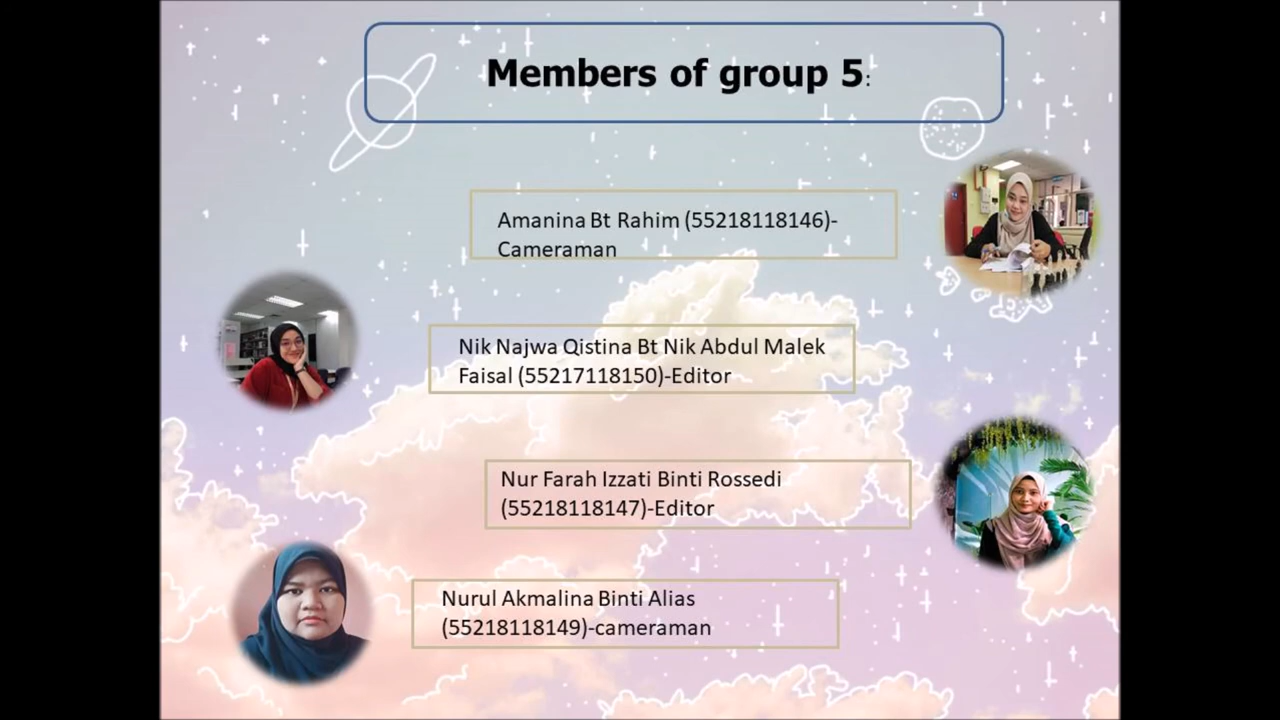 Members of group 5:
Amanina Bt Rahim (55218118146)-
Cameraman
Nik Najwa Qistina Bt Nik Abdul Malek
Faisal (55217118150)-Editor
Nur Farah Izzati Binti Rossedi
(55218118147)-Editor
Nurul Akmalina Binti Alias
(55218118149)-cameraman